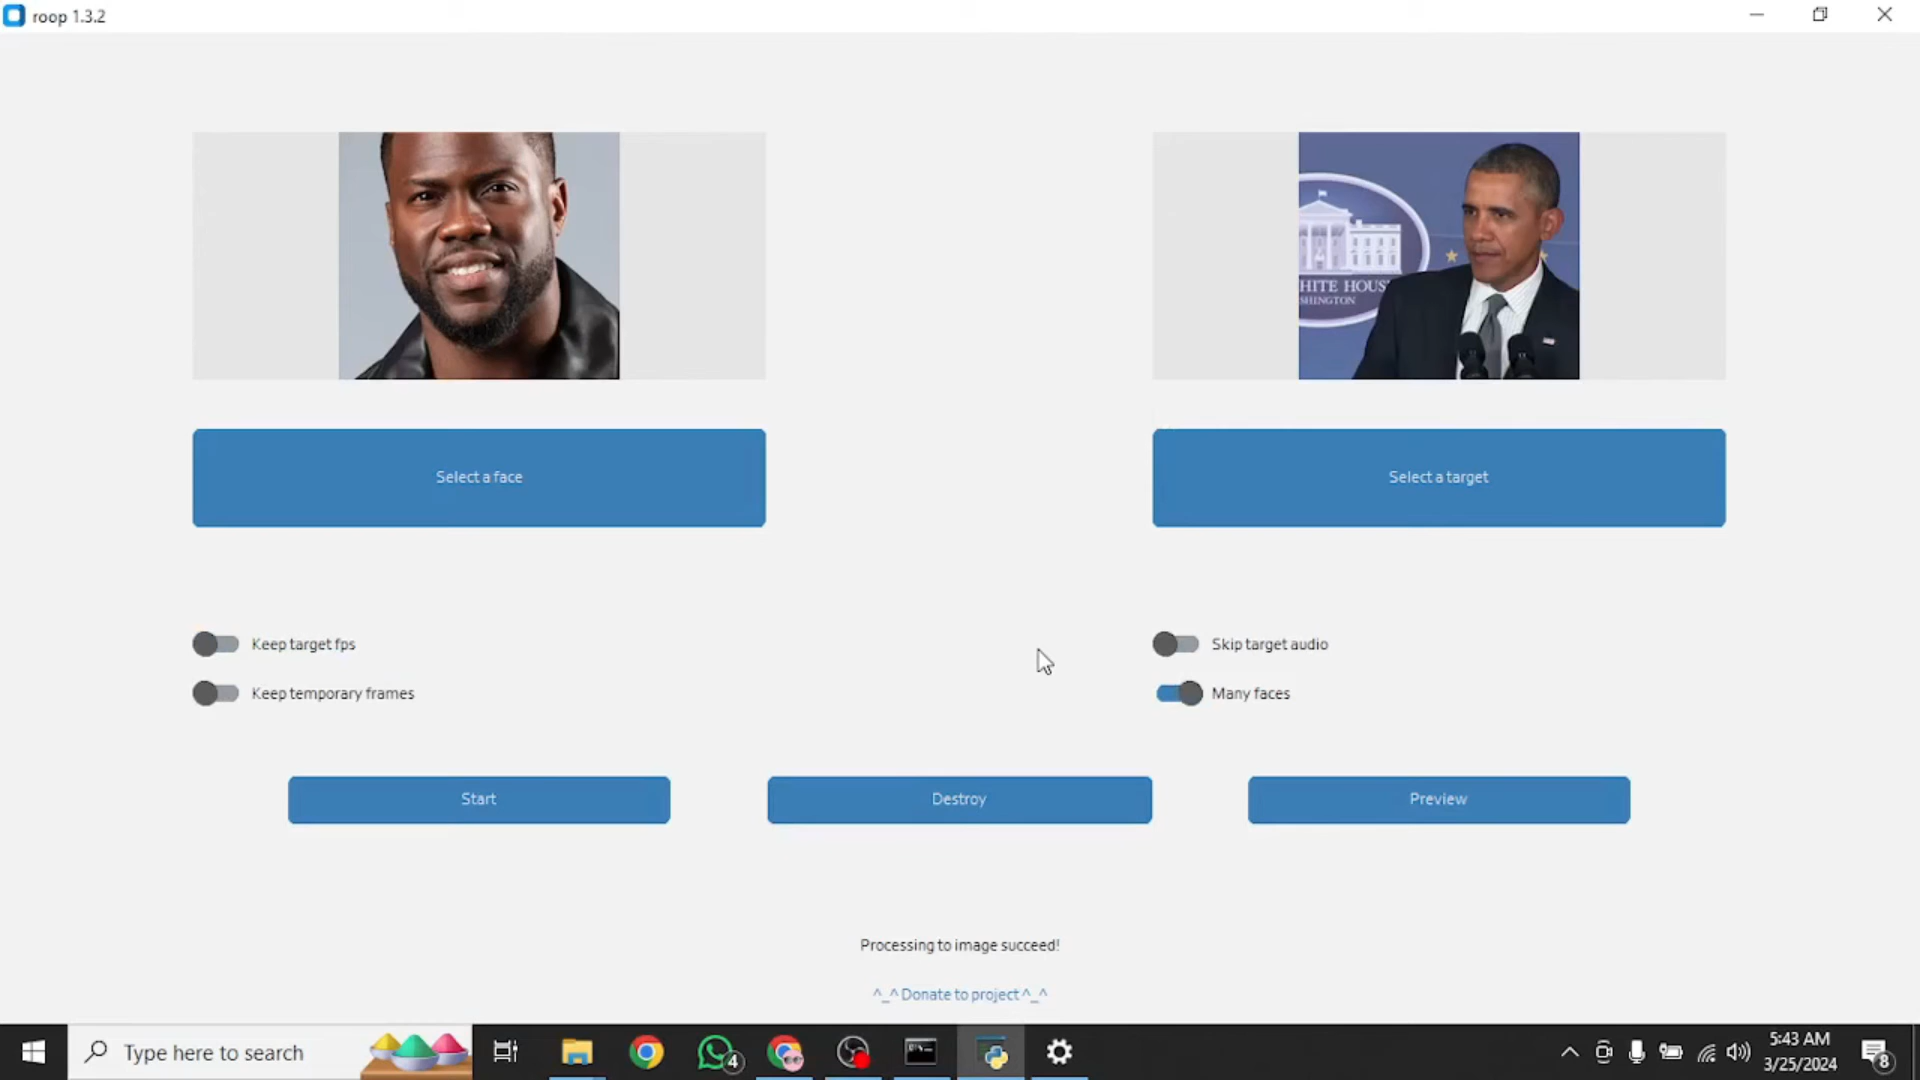 roop 1.3.2
HITE HOUS
SHINGTON
Select a face
Select a target
Keep target fps
Skip target audio
Keep temporary frames
Many faces
Start
Destroy
Preview
Processing to image succeed!
^_^ Donate to project ^_^
Type here to search
4
5:43 AM
3/25/2024
8